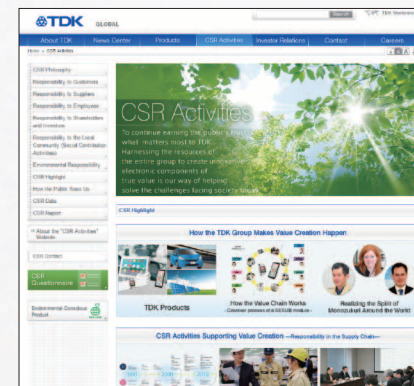 TDK GLOBAL
About TDK News Center Products CSR Activities Investor Relations Contact Careers
Home > CSR Activities
CSR Philosophy
Responsibility to Customers
Responsibility to Suppliers
Responsibility to Employees
Responsibility to Shareholders
and Investors
Responsibility to the Local
Community (Social Contribution
Activities)
Environmental Responsibility
CSR Highlight
How the Public Views Us
CSR Data
CSR Report
About the "CSR Activities"
Website
CSR Contact
CSR
Questionnaire
Environmental Conscious
Product
CSR Activities
To continue earning the public's trust
what matters most to TDK
Harnessing the resources of
the entire group to create innovative
electronic components of
true value is our way of helping
solve the challenges facing society today
CSR Highlight
How the TDK Group Makes Value Creation Happen
TDK Products
How the Value Chain Works
Realizing the Spirit of
Monozukuri Around the World
CSR Activities Supporting Value Creation —Responsibility in the Supply Chain—